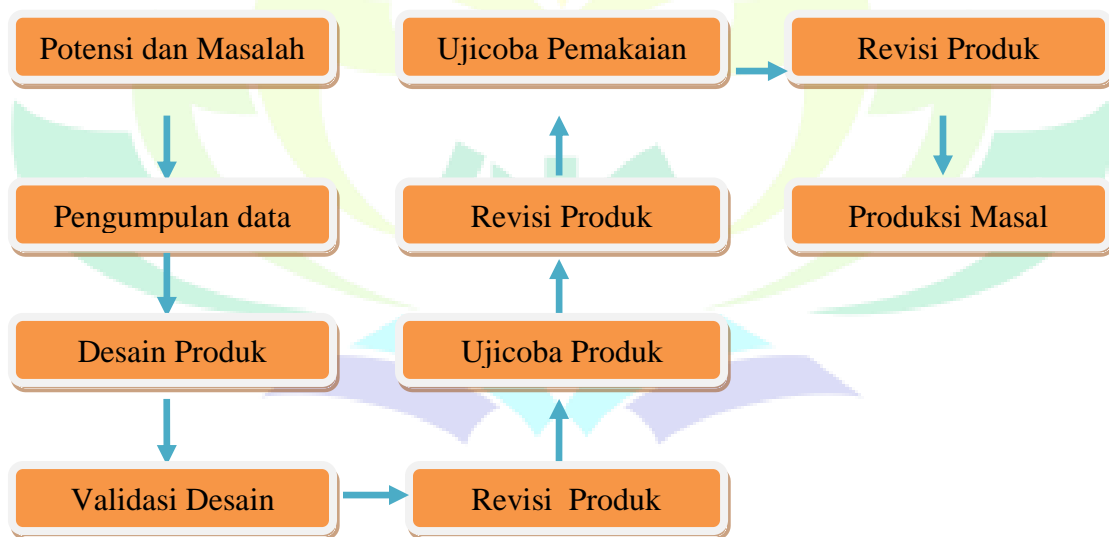 Potensi dan Masalah
Pengumpulan data
Desain Produk
Validasi Desain
Revisi Produk
Ujicoba Produk
Revisi Produk
Ujicoba Pemakaian
Revisi Produk
Produksi Masal